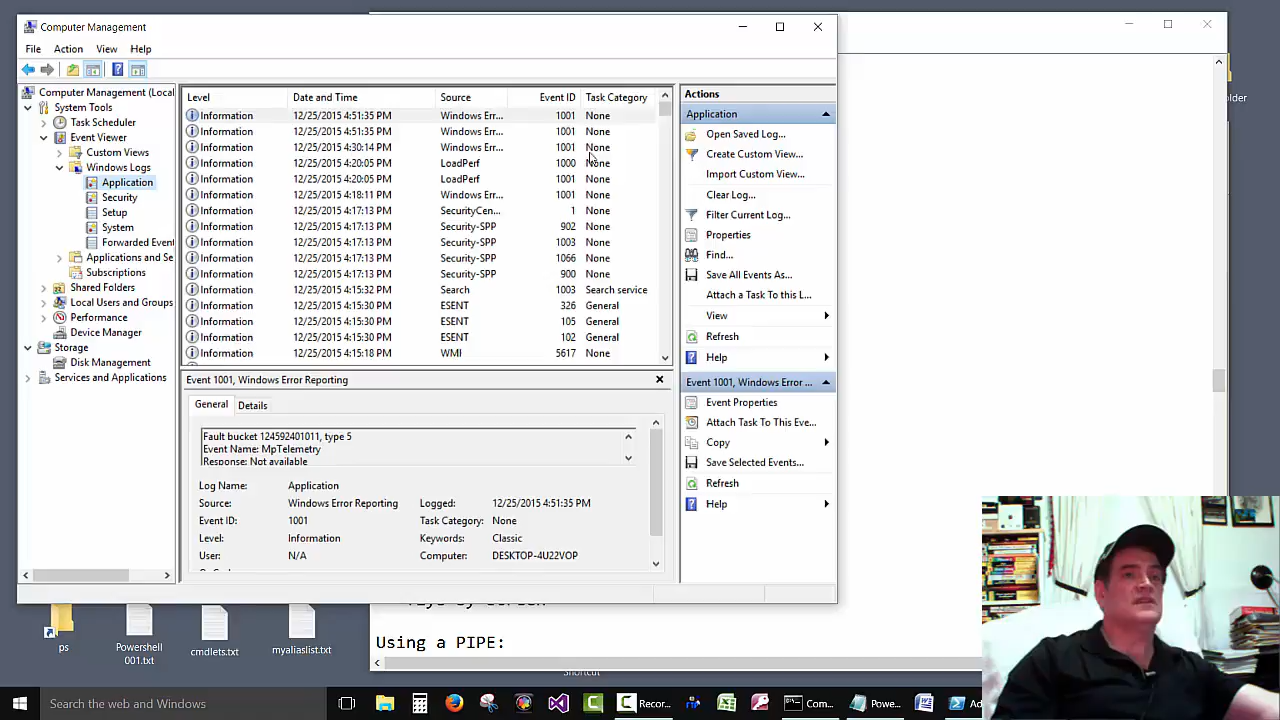 Computer Management
File Action View Help
Computer Management (Local
System Tools
Task Scheduler
Event Viewer
Custom Views
Windows Logs
Application
Security
Setup
System
Forwarded Event
Applications and Se
Subscriptions
Shared Folders
Local Users and Groups
Performance
Device Manager
Storage
Disk Management
Services and Applications
Level Date and Time Source Event ID Task Category
Information 12/25/2015 4:51:35 PM Windows Err... 1001 None
Information 12/25/2015 4:51:35 PM Windows Err... 1001 None
Information 12/25/2015 4:30:14 PM Windows Err... 1001 None
Information 12/25/2015 4:20:05 PM LoadPerf 1000 None
Information 12/25/2015 4:20:05 PM LoadPerf 1001 None
Information 12/25/2015 4:18:11 PM Windows Err... 1001 None
Information 12/25/2015 4:17:13 PM SecurityCen... 1 None
Information 12/25/2015 4:17:13 PM Security-SPP 902 None
Information 12/25/2015 4:17:13 PM Security-SPP 1003 None
Information 12/25/2015 4:17:13 PM Security-SPP 1066 None
Information 12/25/2015 4:17:13 PM Security-SPP 900 None
Information 12/25/2015 4:15:32 PM Search 1003 Search service
Information 12/25/2015 4:15:30 PM ESENT 326 General
Information 12/25/2015 4:15:30 PM ESENT 105 General
Information 12/25/2015 4:15:30 PM ESENT 102 General
Information 12/25/2015 4:15:18 PM WMI 5617 None
Event 1001, Windows Error Reporting
General Details
Fault bucket 124592401011, type 5
Event Name: MpTelemetry
Response: Not available
Log Name: Application
Source: Windows Error Reporting Logged: 12/25/2015 4:51:35 PM
Event ID: 1001 Task Category: None
Level: Information Keywords: Classic
User: N/A Computer: DESKTOP-4U22VOP
Actions
Application
Open Saved Log...
Create Custom View...
Import Custom View...
Clear Log...
Filter Current Log...
Properties
Find...
Save All Events As...
Attach a Task To this L...
View
Refresh
Help
Event 1001, Windows Error ...
Event Properties
Attach Task To This Eve...
Copy
Save Selected Events...
Refresh
Help
older
Using a PIPE:
ps
Powershell
001.txt
cmdlets.txt
myaliaslist.txt
Shortcut
Search the web and Windows
Recor...
Com...
Powe...
Ad